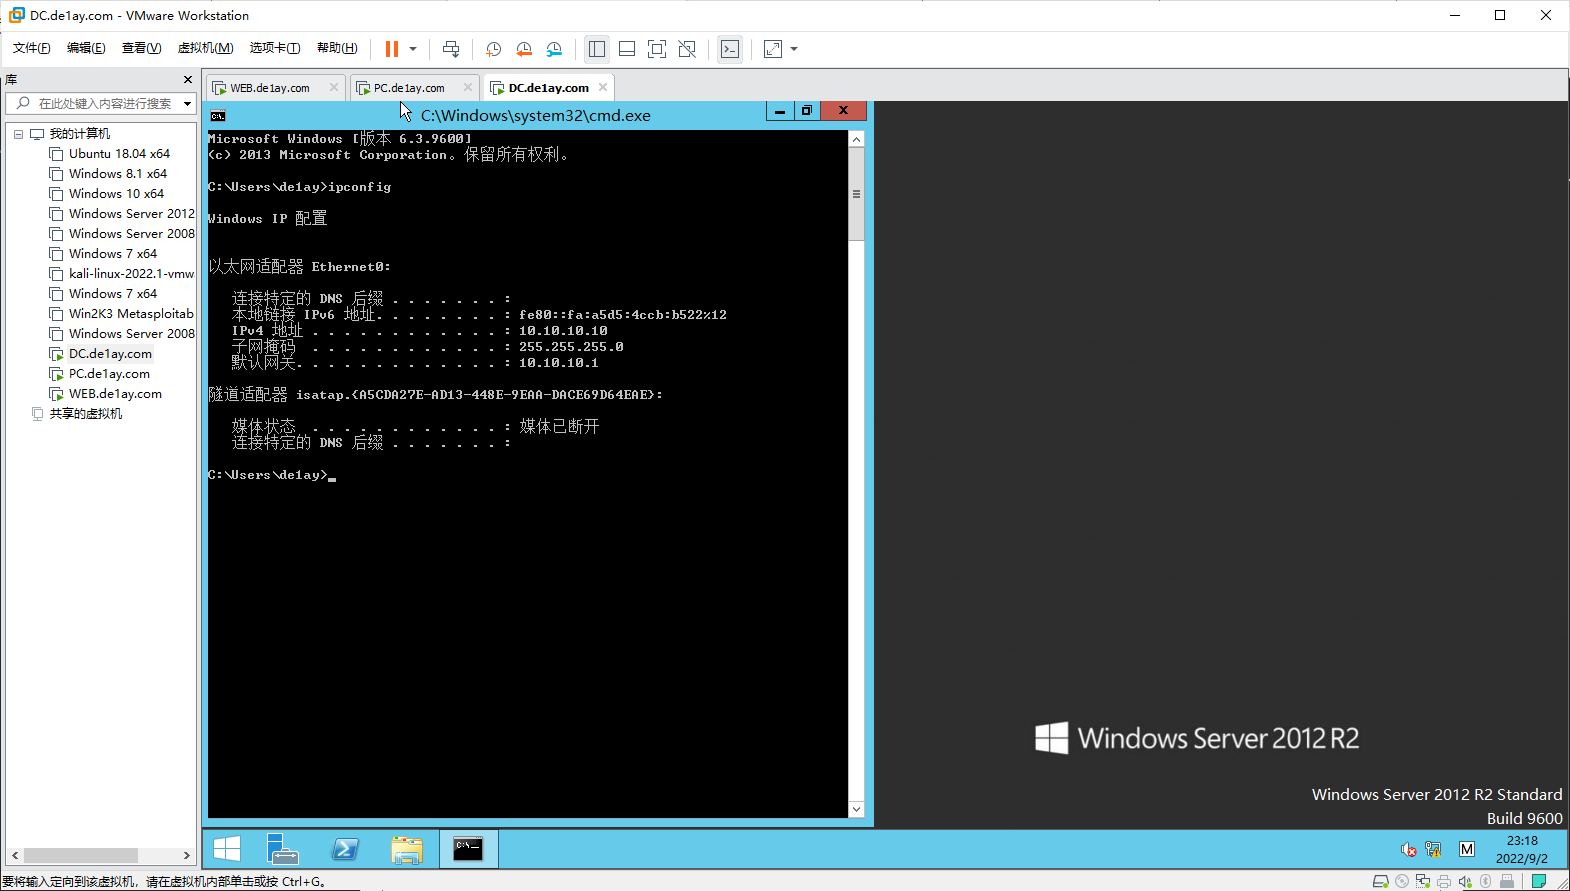 DC.de1ay.com - VMware Workstation
文件(F) 编辑(E) 查看(V) 虚拟机(M) 选项卡(T) 帮助(H)
库
在此处键入内容进行搜索
我的计算机
Ubuntu 18.04 x64
Windows 8.1 x64
Windows 10 x64
Windows Server 2012
Windows Server 2008
Windows 7 x64
kali-linux-2022.1-vmw
Windows 7 x64
Win2K3 Metasploitab
Windows Server 2008
DC.de1ay.com
PC.de1ay.com
WEB.de1ay.com
共享的虚拟机
WEB.de1ay.com PC.de1ay.com DC.de1ay.com
C:\Windows\system32\cmd.exe
Microsoft Windows [版本 6.3.9600]
(c) 2013 Microsoft Corporation。保留所有权利。
C:\Users\de1ay>ipconfig
Windows IP 配置
以太网适配器 Ethernet0:
连接特定的 DNS 后缀 . . . . . . . :
本地链接 IPv6 地址. . . . . . . . : fe80::fa:a5d5:4ccb:b522%12
IPv4 地址 . . . . . . . . . . . . : 10.10.10.10
子网掩码 . . . . . . . . . . . . : 255.255.255.0
默认网关. . . . . . . . . . . . . : 10.10.10.1
隧道适配器 isatap.{A5CDA27E-AD13-448E-9EAA-DACE69D64EAE}:
媒体状态 . . . . . . . . . . . . : 媒体已断开
连接特定的 DNS 后缀 . . . . . . . :
C:\Users\de1ay>
Windows Server 2012 R2
Windows Server 2012 R2 Standard
Build 9600
M
23:18
2022/9/2
要将输入定向到该虚拟机，请在虚拟机内部单击或按 Ctrl+G。